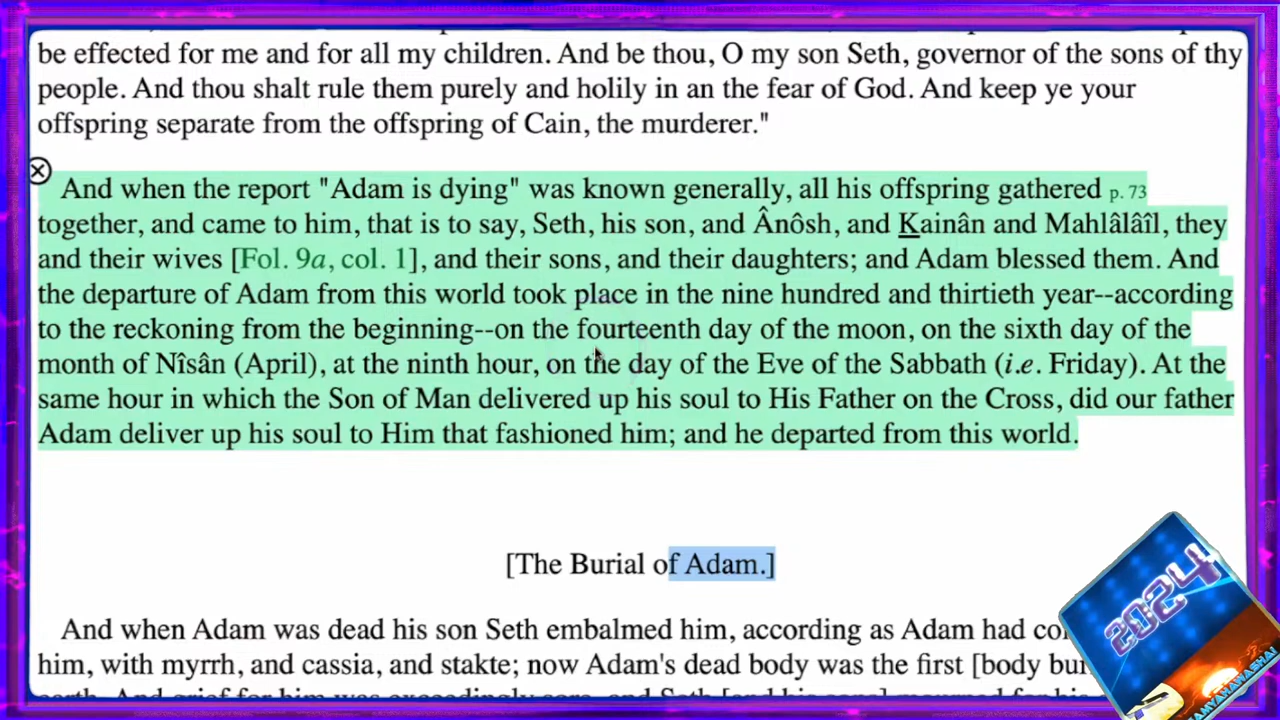 be effected for me and for all my children. And be thou, O my son Seth, governor of the sons of thy
people. And thou shalt rule them purely and holily in an the fear of God. And keep ye your
offspring separate from the offspring of Cain, the murderer."
And when the report "Adam is dying" was known generally, all his offspring gathered p. 73
together, and came to him, that is to say, Seth, his son, and Ânôsh, and Kainân and Mahlâlâîl, they
and their wives [Fol. 9a, col. 1], and their sons, and their daughters; and Adam blessed them. And
the departure of Adam from this world took place in the nine hundred and thirtieth year--according
to the reckoning from the beginning--on the fourteenth day of the moon, on the sixth day of the
month of Nîsân (April), at the ninth hour, on the day of the Eve of the Sabbath (i.e. Friday). At the
same hour in which the Son of Man delivered up his soul to His Father on the Cross, did our father
Adam deliver up his soul to Him that fashioned him; and he departed from this world.
[The Burial of Adam.]
And when Adam was dead his son Seth embalmed him, according as Adam had
him, with myrrh, and cassia, and stakte; now Adam's dead body was the first [body
2024